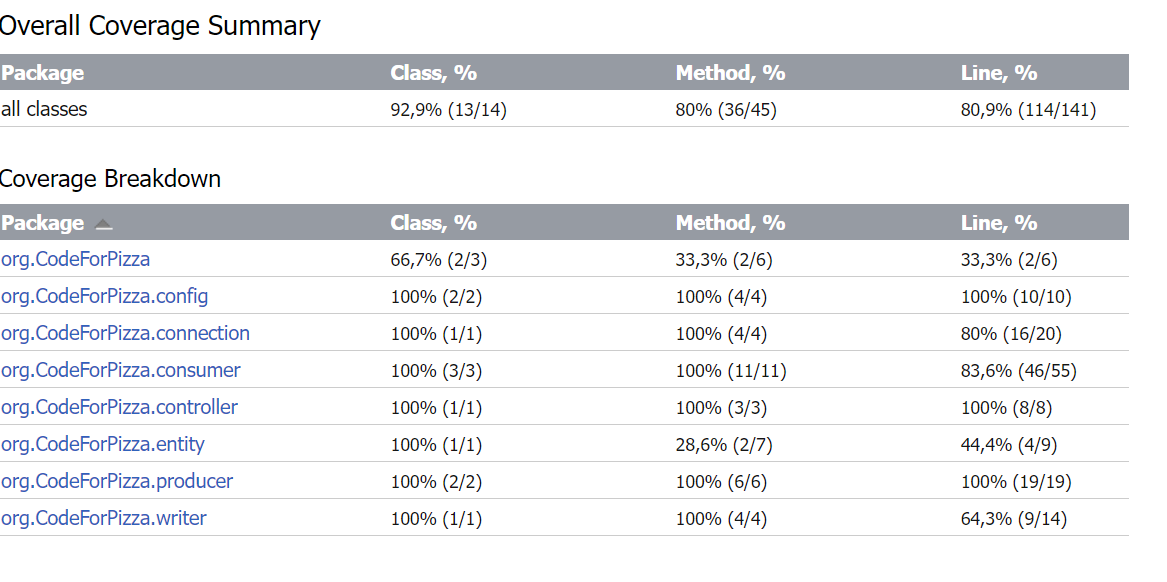 Overall Coverage Summary
Package Class, % Method, % Line, %
all classes 92,9% (13/14) 80% (36/45) 80,9% (114/141)
Coverage Breakdown
Package Class, % Method, % Line, %
org.CodeForPizza 66,7% (2/3) 33,3% (2/6) 33,3% (2/6)
org.CodeForPizza.config 100% (2/2) 100% (4/4) 100% (10/10)
org.CodeForPizza.connection 100% (1/1) 100% (4/4) 80% (16/20)
org.CodeForPizza.consumer 100% (3/3) 100% (11/11) 83,6% (46/55)
org.CodeForPizza.controller 100% (1/1) 100% (3/3) 100% (8/8)
org.CodeForPizza.entity 100% (1/1) 28,6% (2/7) 44,4% (4/9)
org.CodeForPizza.producer 100% (2/2) 100% (6/6) 100% (19/19)
org.CodeForPizza.writer 100% (1/1) 100% (4/4) 64,3% (9/14)